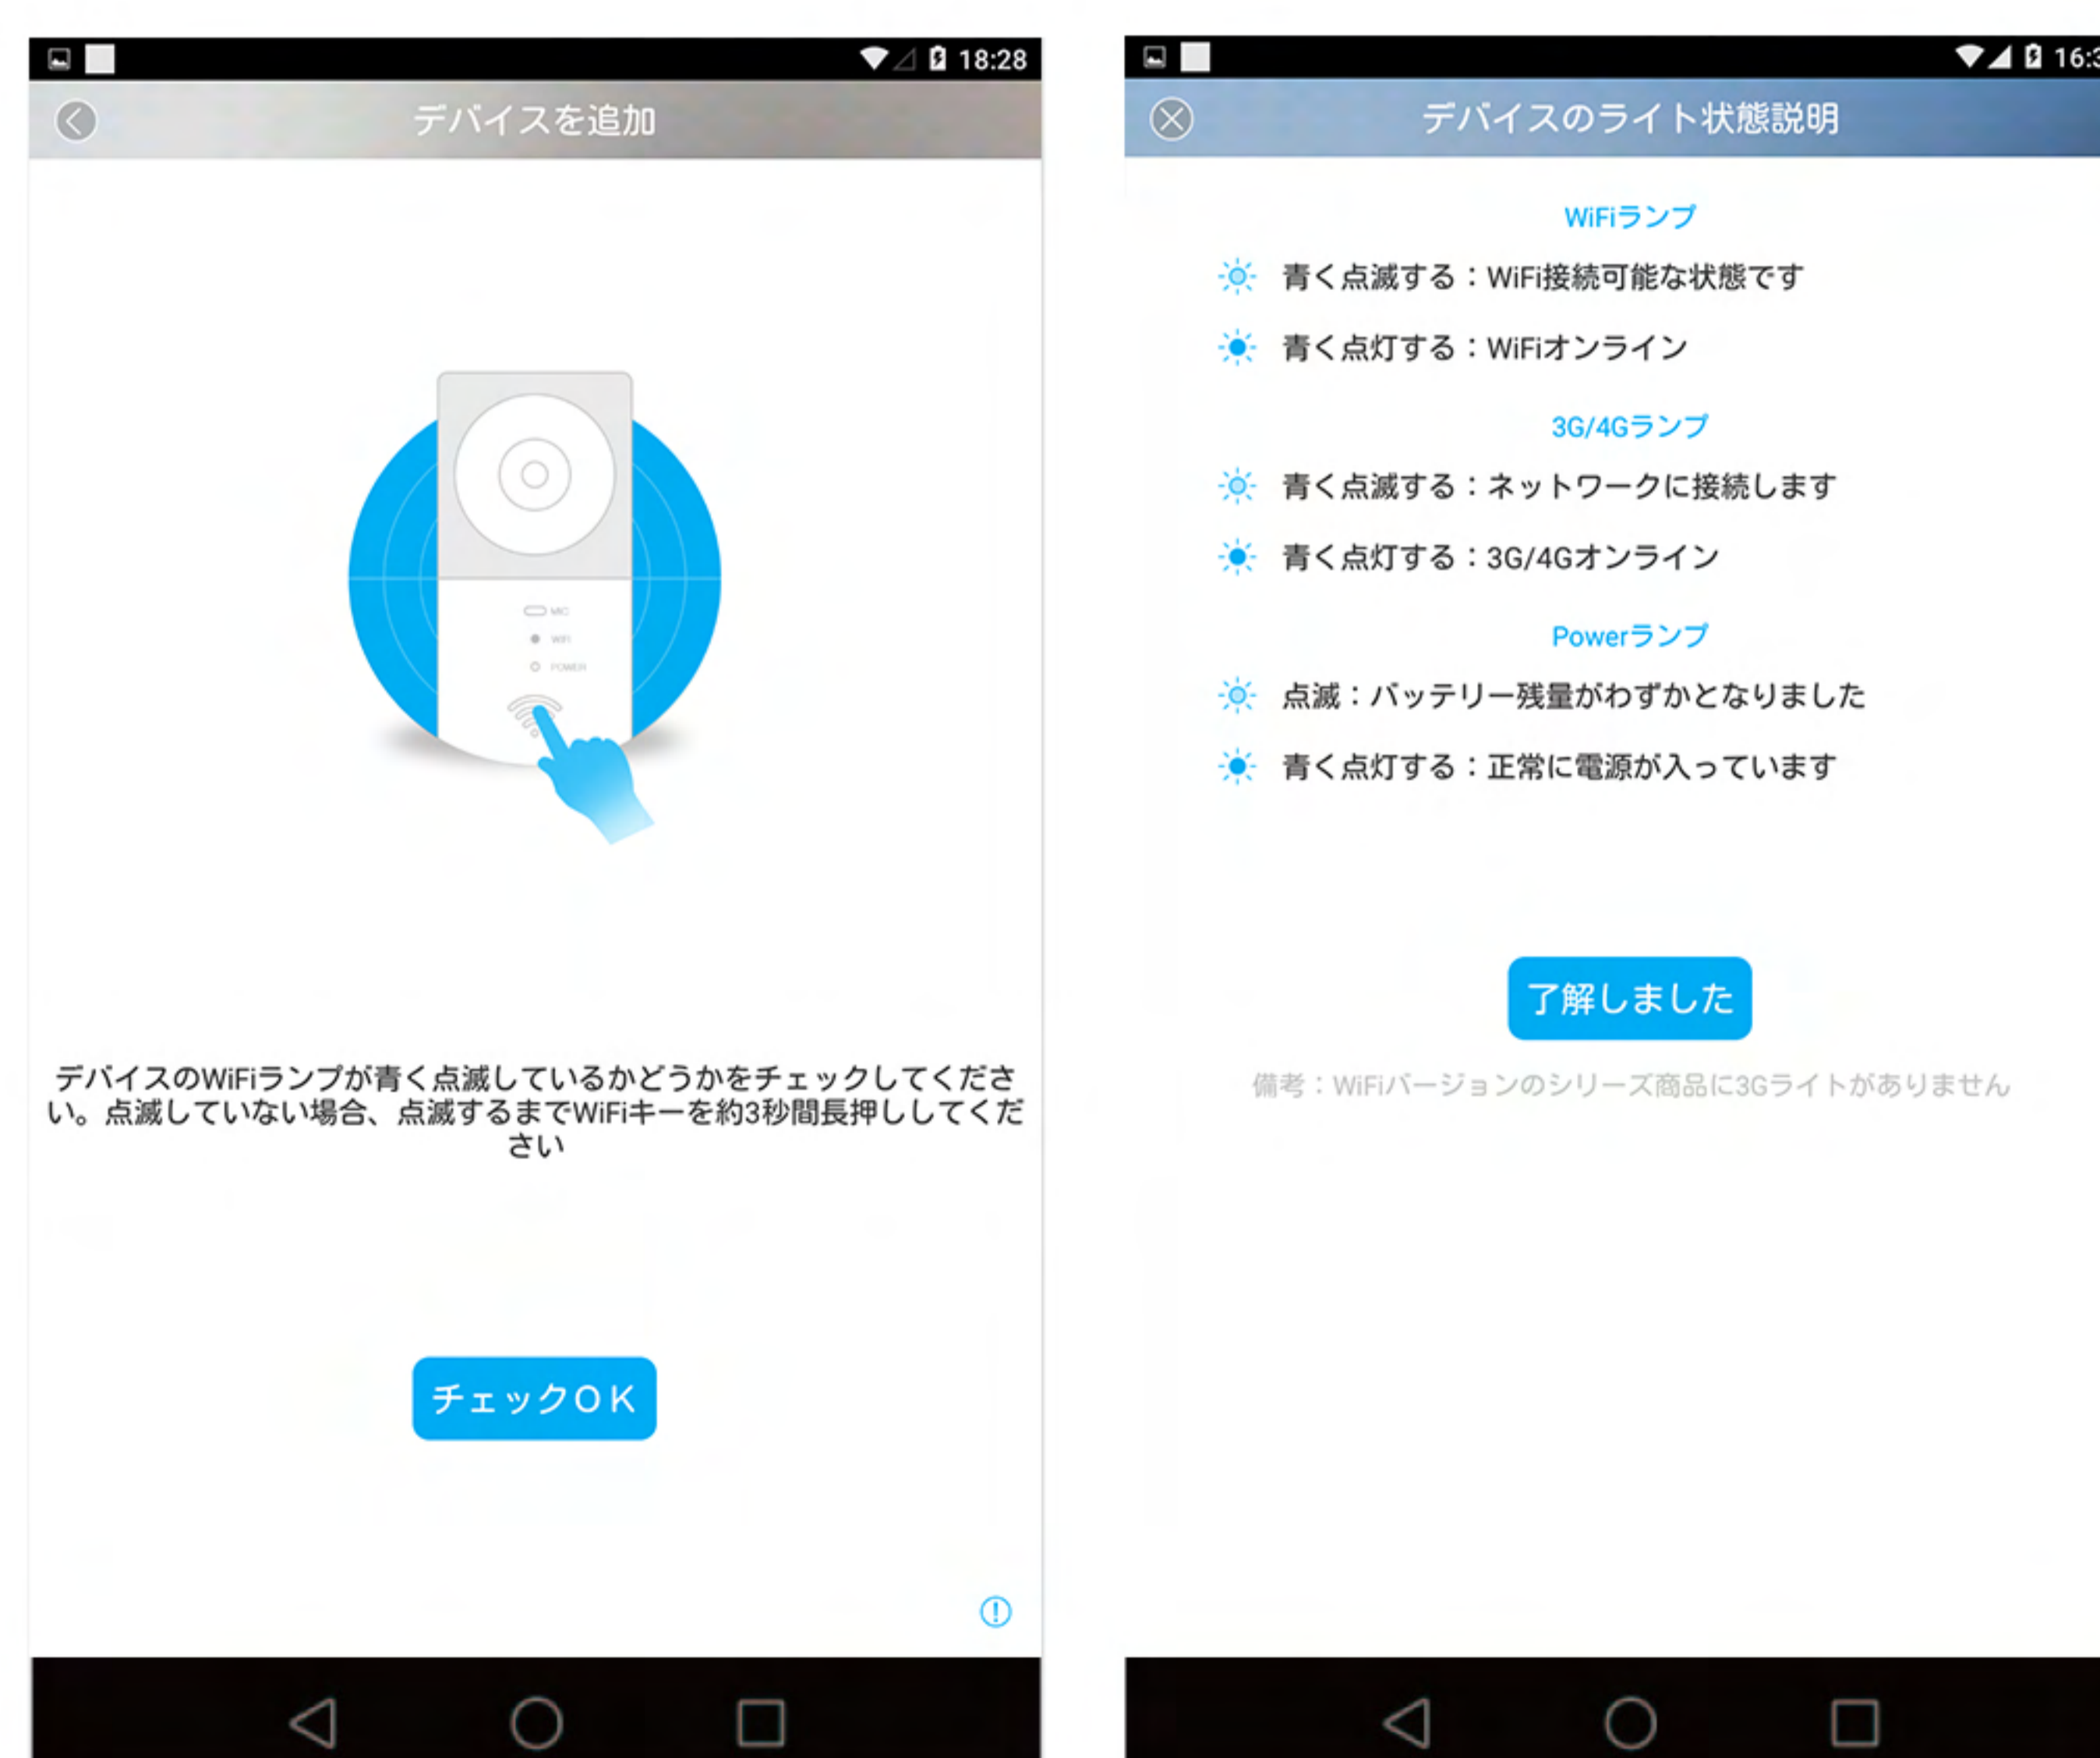 18:28
デバイスを追加
MIC
WIFI
POWER
デバイスのWiFiランプが青く点滅しているかどうかをチェックしてくださ
い。点滅していない場合、点滅するまでWiFiキーを約3秒間長押ししてくだ
さい
チェックＯＫ
16:3
デバイスのライト状態説明
WiFiランプ
青く点滅する：WiFi接続可能な状態です
青く点灯する：WiFiオンライン
3G/4Gランプ
青く点滅する：ネットワークに接続します
青く点灯する：3G/4Gオンライン
Powerランプ
点滅：バッテリー残量がわずかとなりました
青く点灯する：正常に電源が入っています
了解しました
備考：WiFiバージョンのシリーズ商品に3Gライトがありません